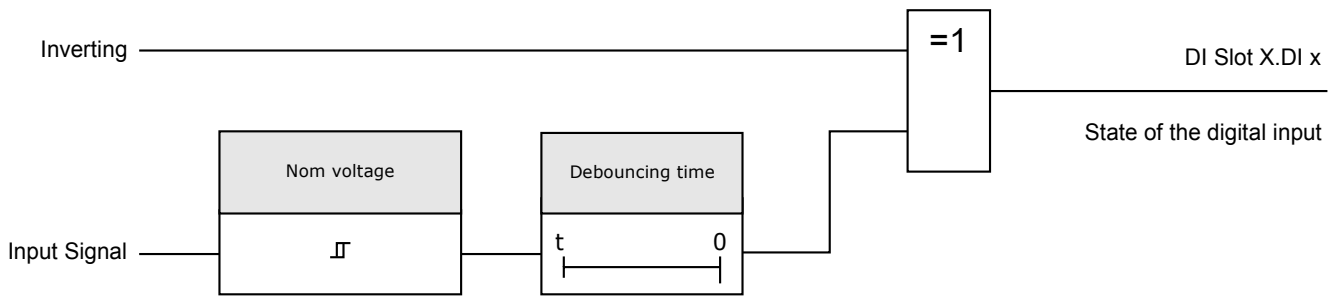 =1
Inverting
DI Slot X.DI x
State of the digital input
Nom voltage
Debouncing time
Input Signal
t 0